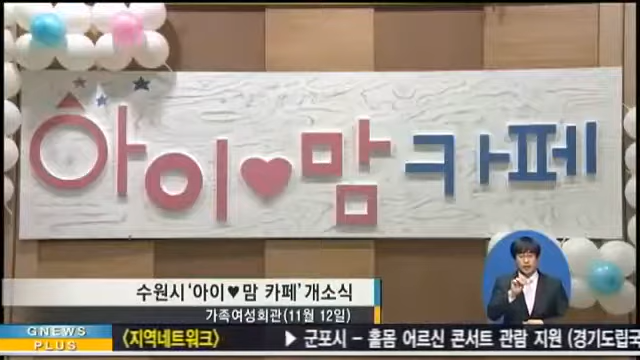 아이♥맘 카페
수원시 '아이♥맘 카페' 개소식
가족여성회관(11월 12일)
GNEWS PLUS
<지역네트워크> ▶ 군포시 - 홀몸 어르신 콘서트 관람 지원 (경기도립극